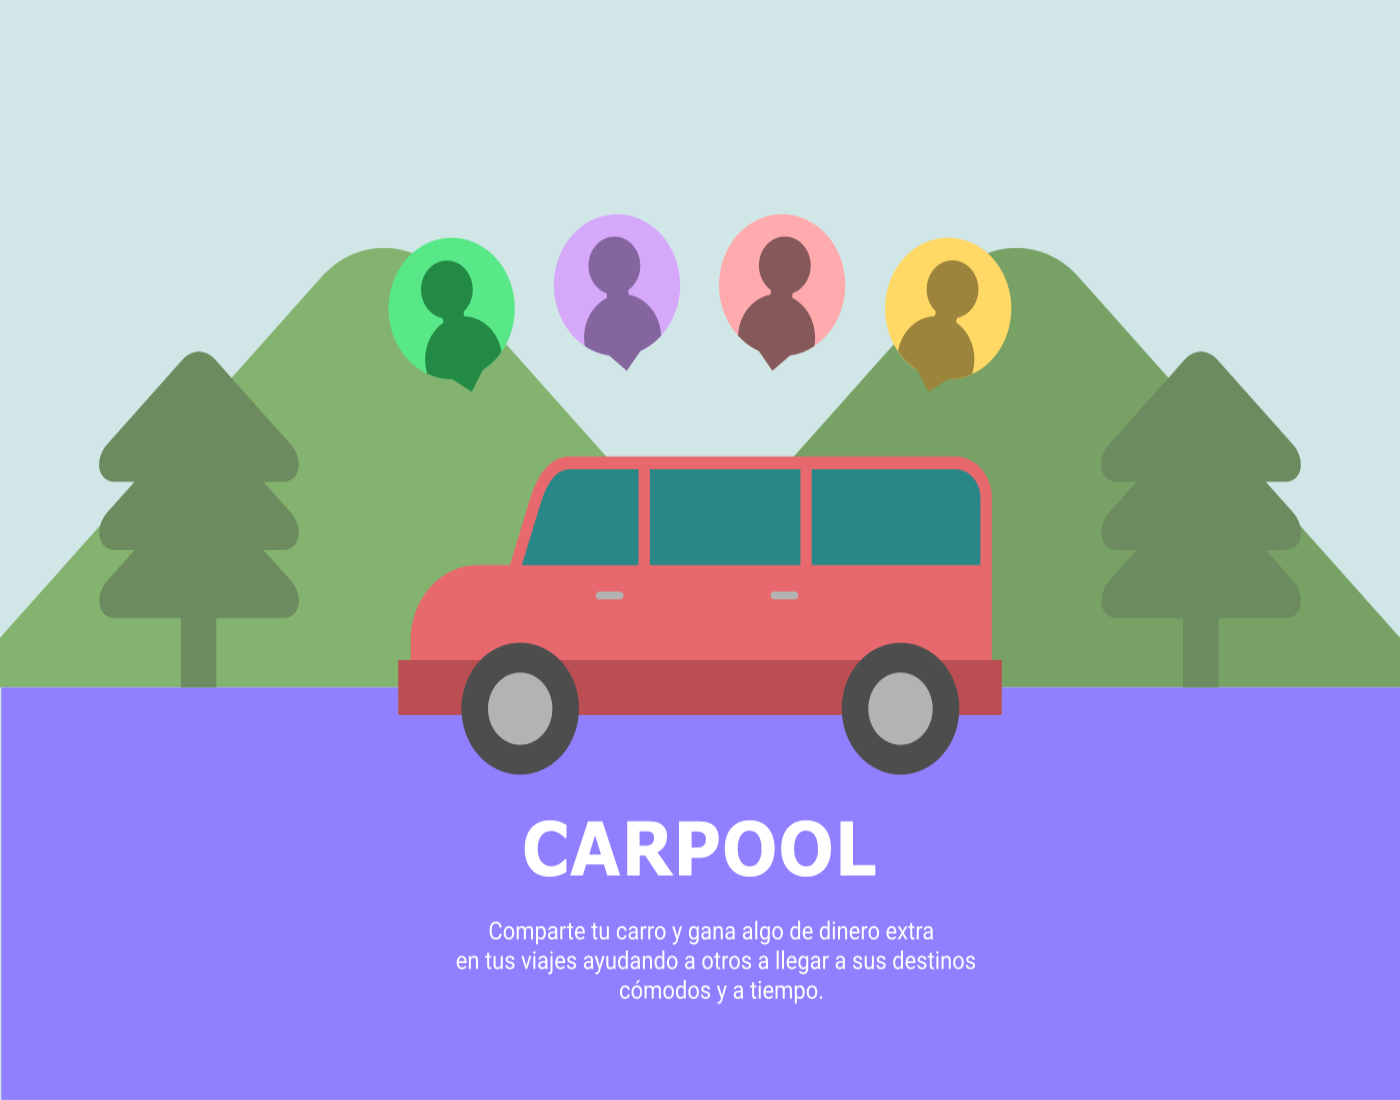 CARPOOL
Comparte tu carro y gana algo de dinero extra
en tus viajes ayudando a otros a llegar a sus destinos
cómodos y a tiempo.